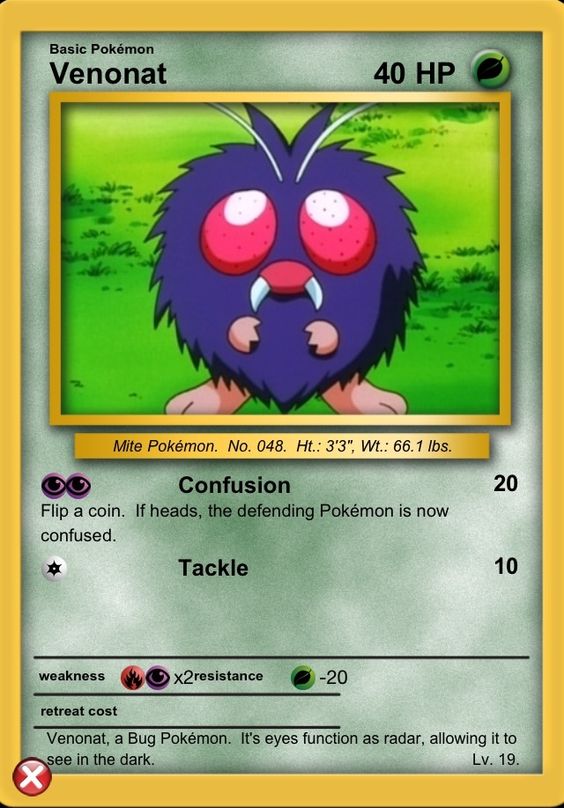 Basic Pokémon
Venonat 40 HP
Mite Pokémon. No. 048. Ht.: 3'3", Wt.: 66.1 lbs.
Confusion 20
Flip a coin. If heads, the defending Pokémon is now
confused.
Tackle 10
weakness x2 resistance -20
retreat cost
Venonat, a Bug Pokémon. It's eyes function as radar, allowing it to
see in the dark. Lv. 19.